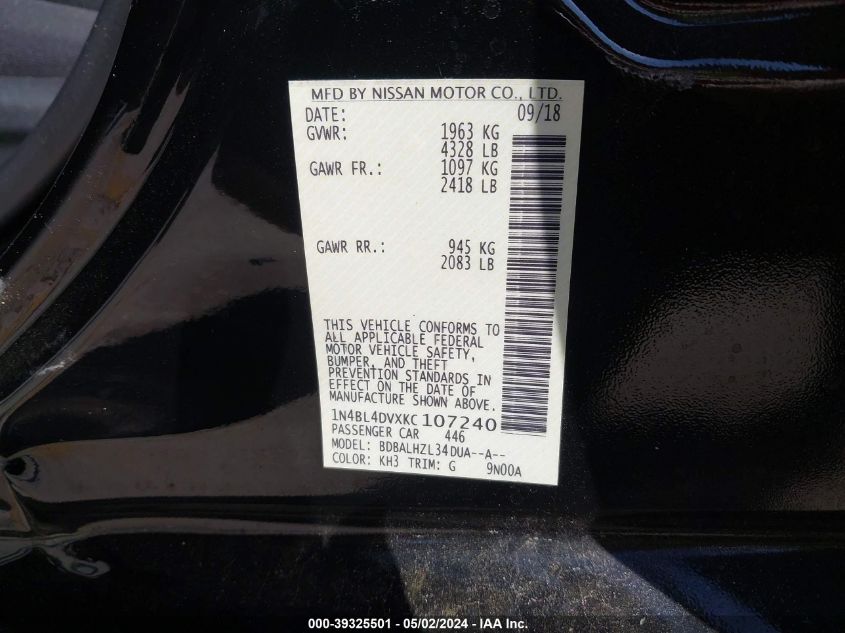 MFD BY NISSAN MOTOR CO., LTD.
DATE: 09/18
GVWR: 1963 KG
4328 LB
GAWR FR.: 1097 KG
2418 LB
GAWR RR.: 945 KG
2083 LB
THIS VEHICLE CONFORMS TO
ALL APPLICABLE FEDERAL
MOTOR VEHICLE SAFETY,
BUMPER, AND THEFT
PREVENTION STANDARDS IN
EFFECT ON THE DATE OF
MANUFACTURE SHOWN ABOVE.
1N4BL4DVXKC107240
PASSENGER CAR 446
MODEL: BDBALHZL34DUA--A--
COLOR: KH3 TRIM: G 9N00A
000-39325501 - 05/02/2024 - IAA Inc.